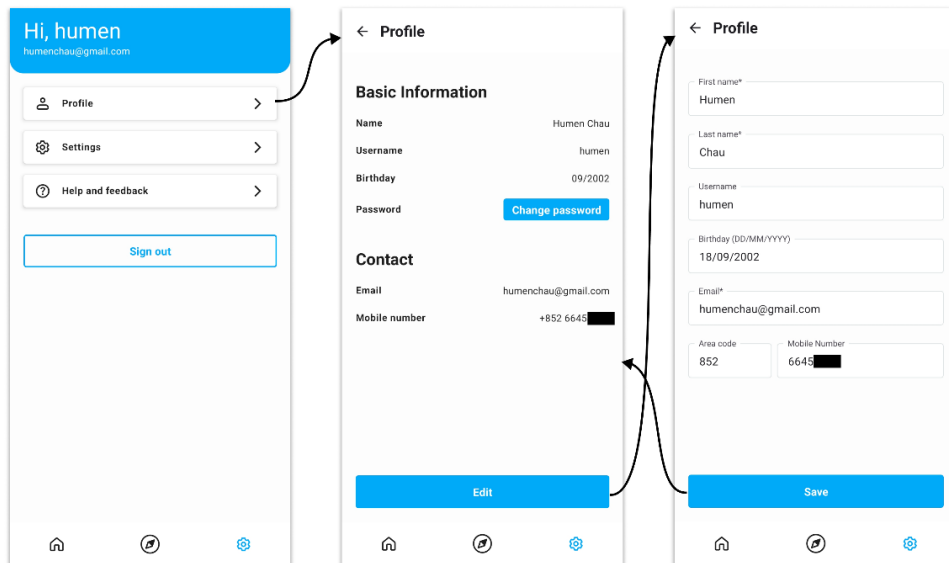 Hi, humen
humenchau@gmail.com
Profile
Settings
Help and feedback
Sign out
Profile
Basic Information
Name Humen Chau
Username humen
Birthday 09/2002
Password Change password
Contact
Email humenchau@gmail.com
Mobile number +852 6645
Edit
Profile
First name*
Humen
Last name*
Chau
Username
humen
Birthday (DD/MM/YYYY)
18/09/2002
Email*
humenchau@gmail.com
Area code Mobile Number
852 6645
Save